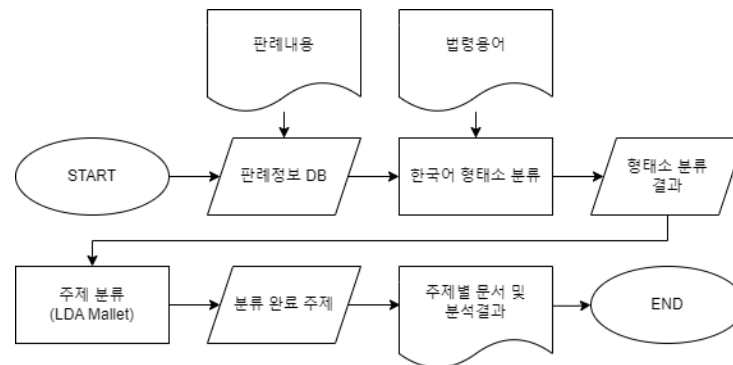 판례내용
법령용어
START
판례정보 DB
한국어 형태소 분류
형태소 분류
결과
주제 분류
(LDA Mallet)
분류 완료 주제
주제별 문서 및
분석결과
END